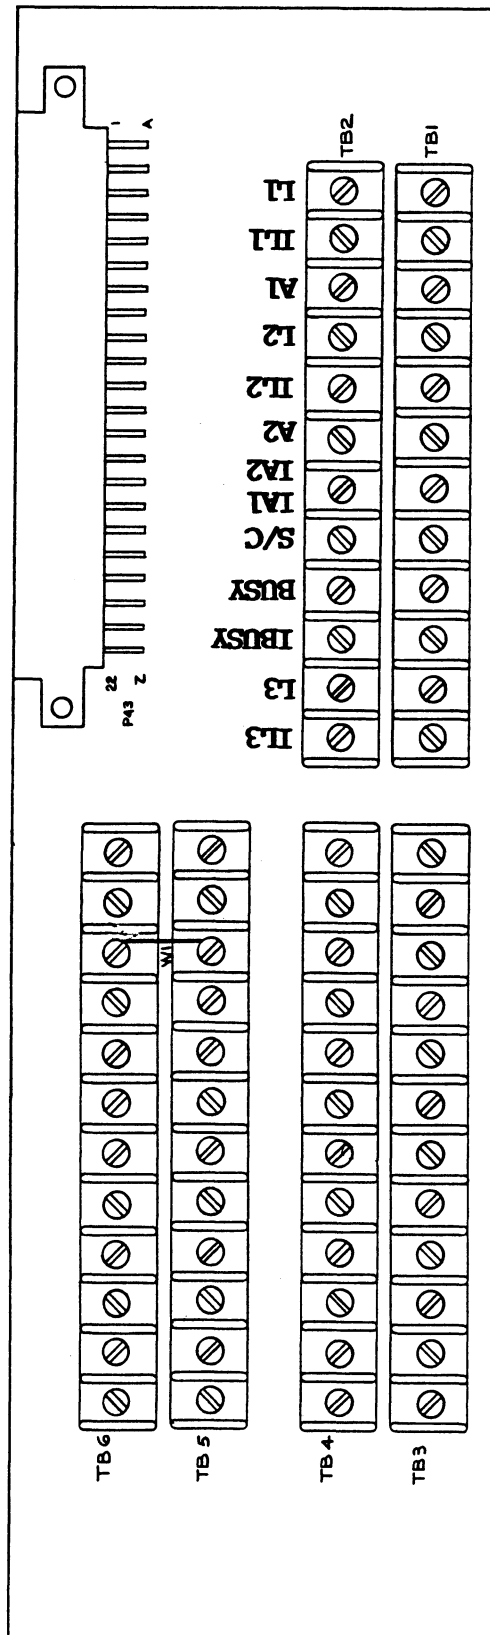 1 A
22 Z
P43
TB2
TB1
L1
IL1
A1
L2
IL2
A2
IA2
IA1
S/C
BUSY
IBUSY
L3
IL3
W1
TB6
TB5
TB4
TB3